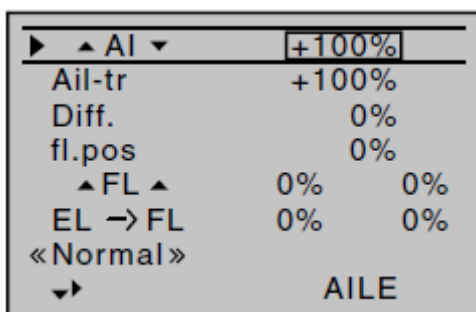 ▶ ▲ AI ▼ +100%
Ail-tr +100%
Diff. 0%
fl.pos 0%
▲ FL ▲ 0% 0%
EL –> FL 0% 0%
«Normal»
AILE